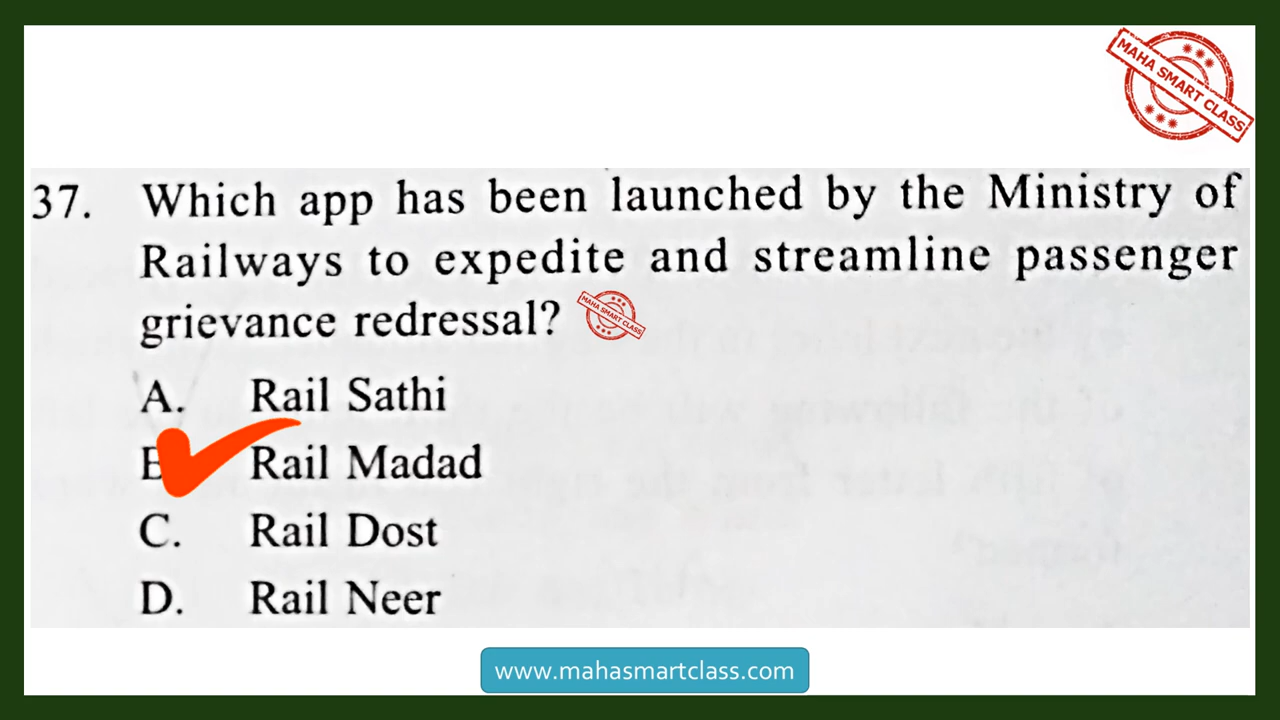 MAHA SMART CLASS
37. Which app has been launched by the Ministry of
Railways to expedite and streamline passenger
grievance redressal?
MAHA SMART CLASS
A. Rail Sathi
B Rail Madad
C. Rail Dost
D. Rail Neer
www.mahasmartclass.com